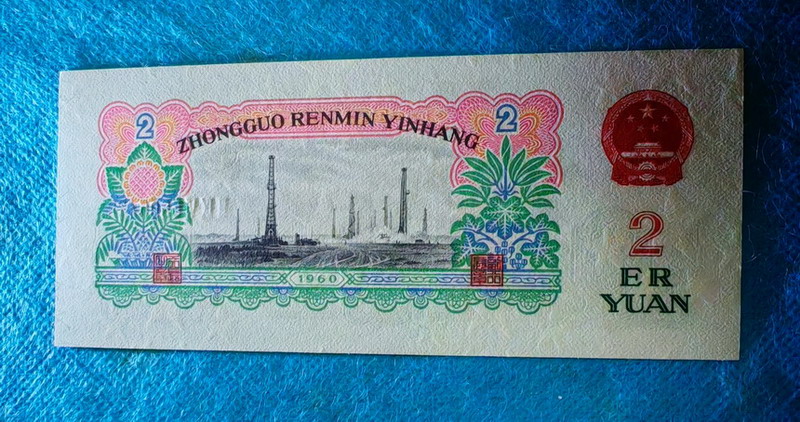 2
2
ZHONGGUO RENMIN YINHANG
1960
2
ER
YUAN